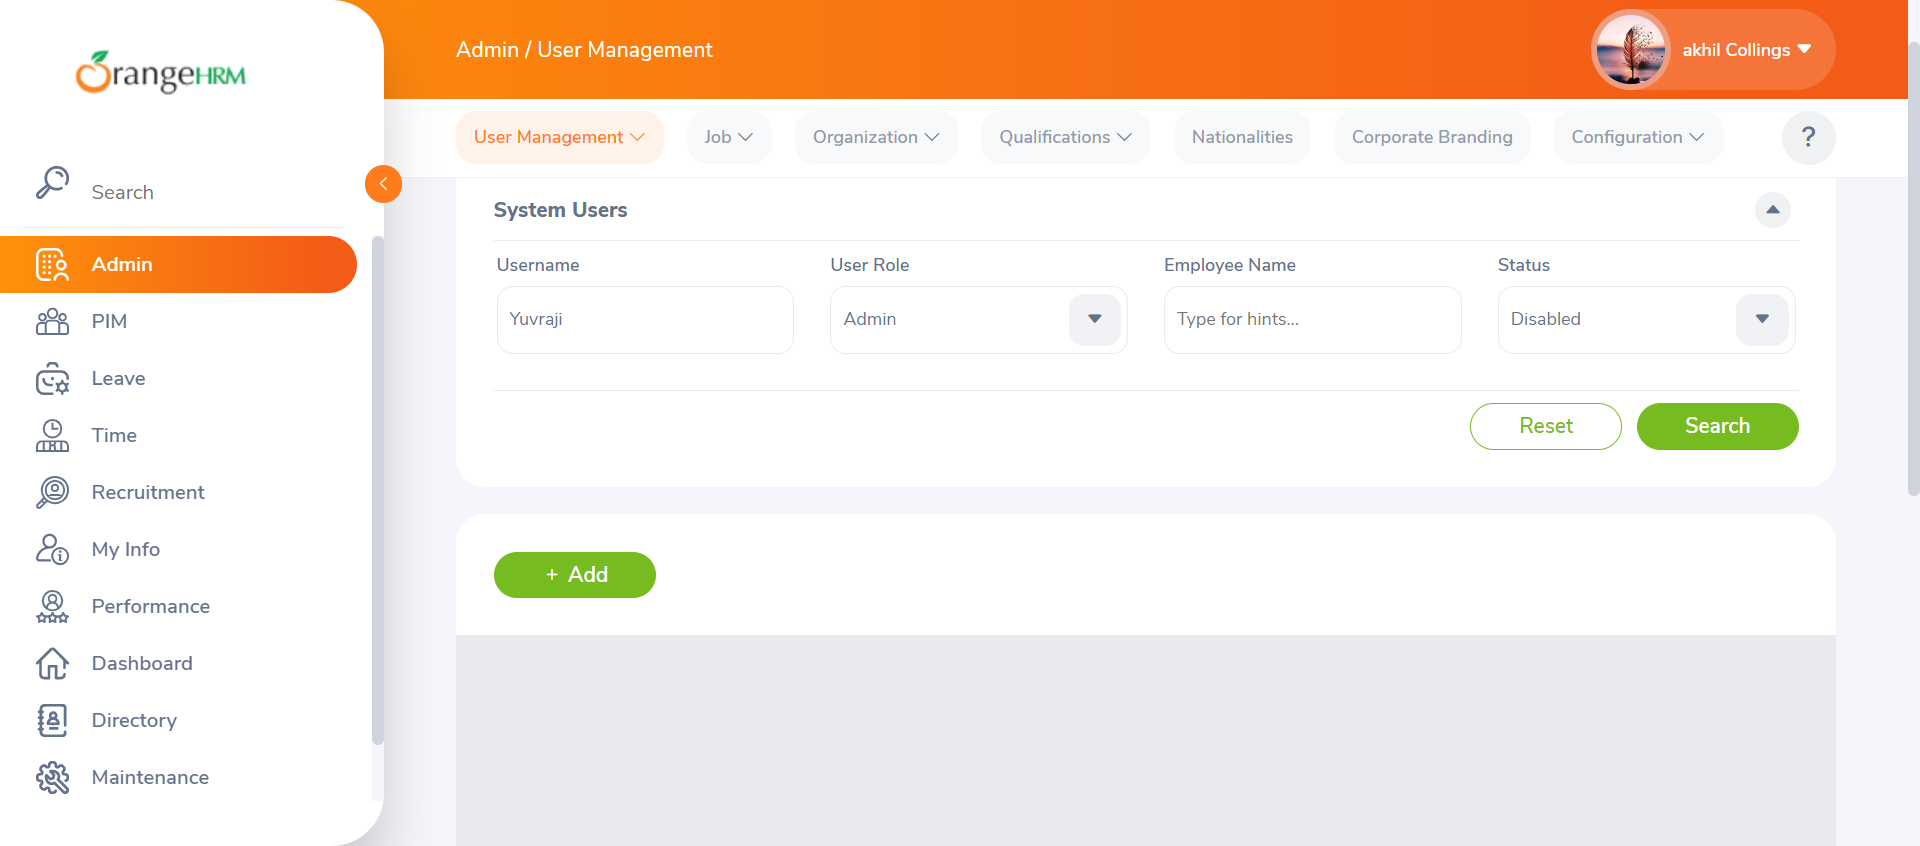 OrangeHRM
Admin / User Management
akhil Collings
User Management
Job
Organization
Qualifications
Nationalities
Corporate Branding
Configuration
?
Search
Admin
PIM
Leave
Time
Recruitment
My Info
Performance
Dashboard
Directory
Maintenance
System Users
Username
User Role
Employee Name
Status
Yuvraji
Admin
Type for hints...
Disabled
Reset
Search
+ Add